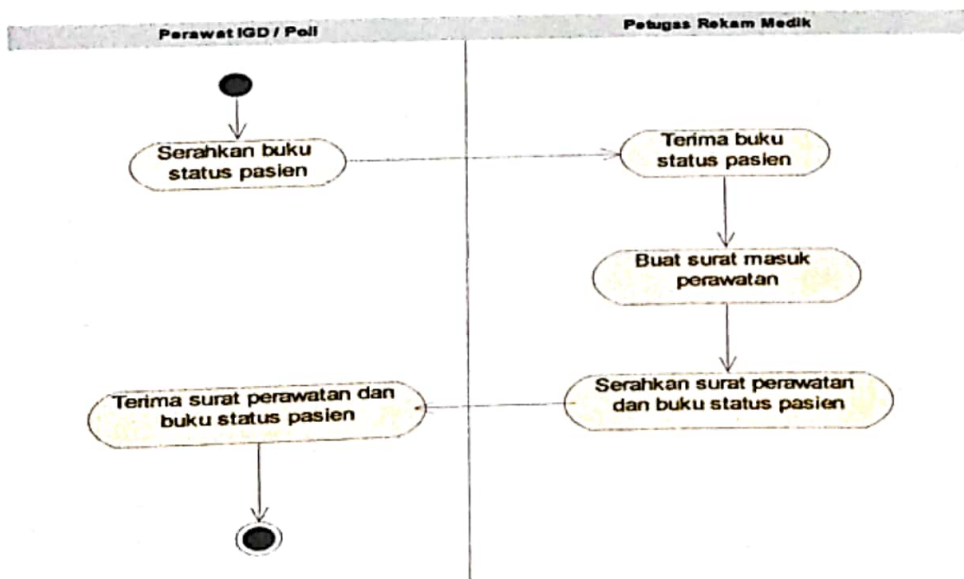 Perawat IGD / Poli
Petugas Rekam Medik
Serahkan buku
status pasien
Terima buku
status pasien
Buat surat masuk
perawatan
Serahkan surat perawatan
dan buku status pasien
Terima surat perawatan dan
buku status pasien